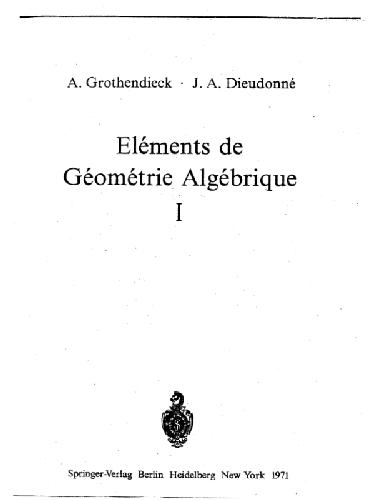 A. Grothendieck · J. A. Dieudonné
Eléments de
Géométrie Algébrique
I
Springer-Verlag Berlin Heidelberg New York 1971